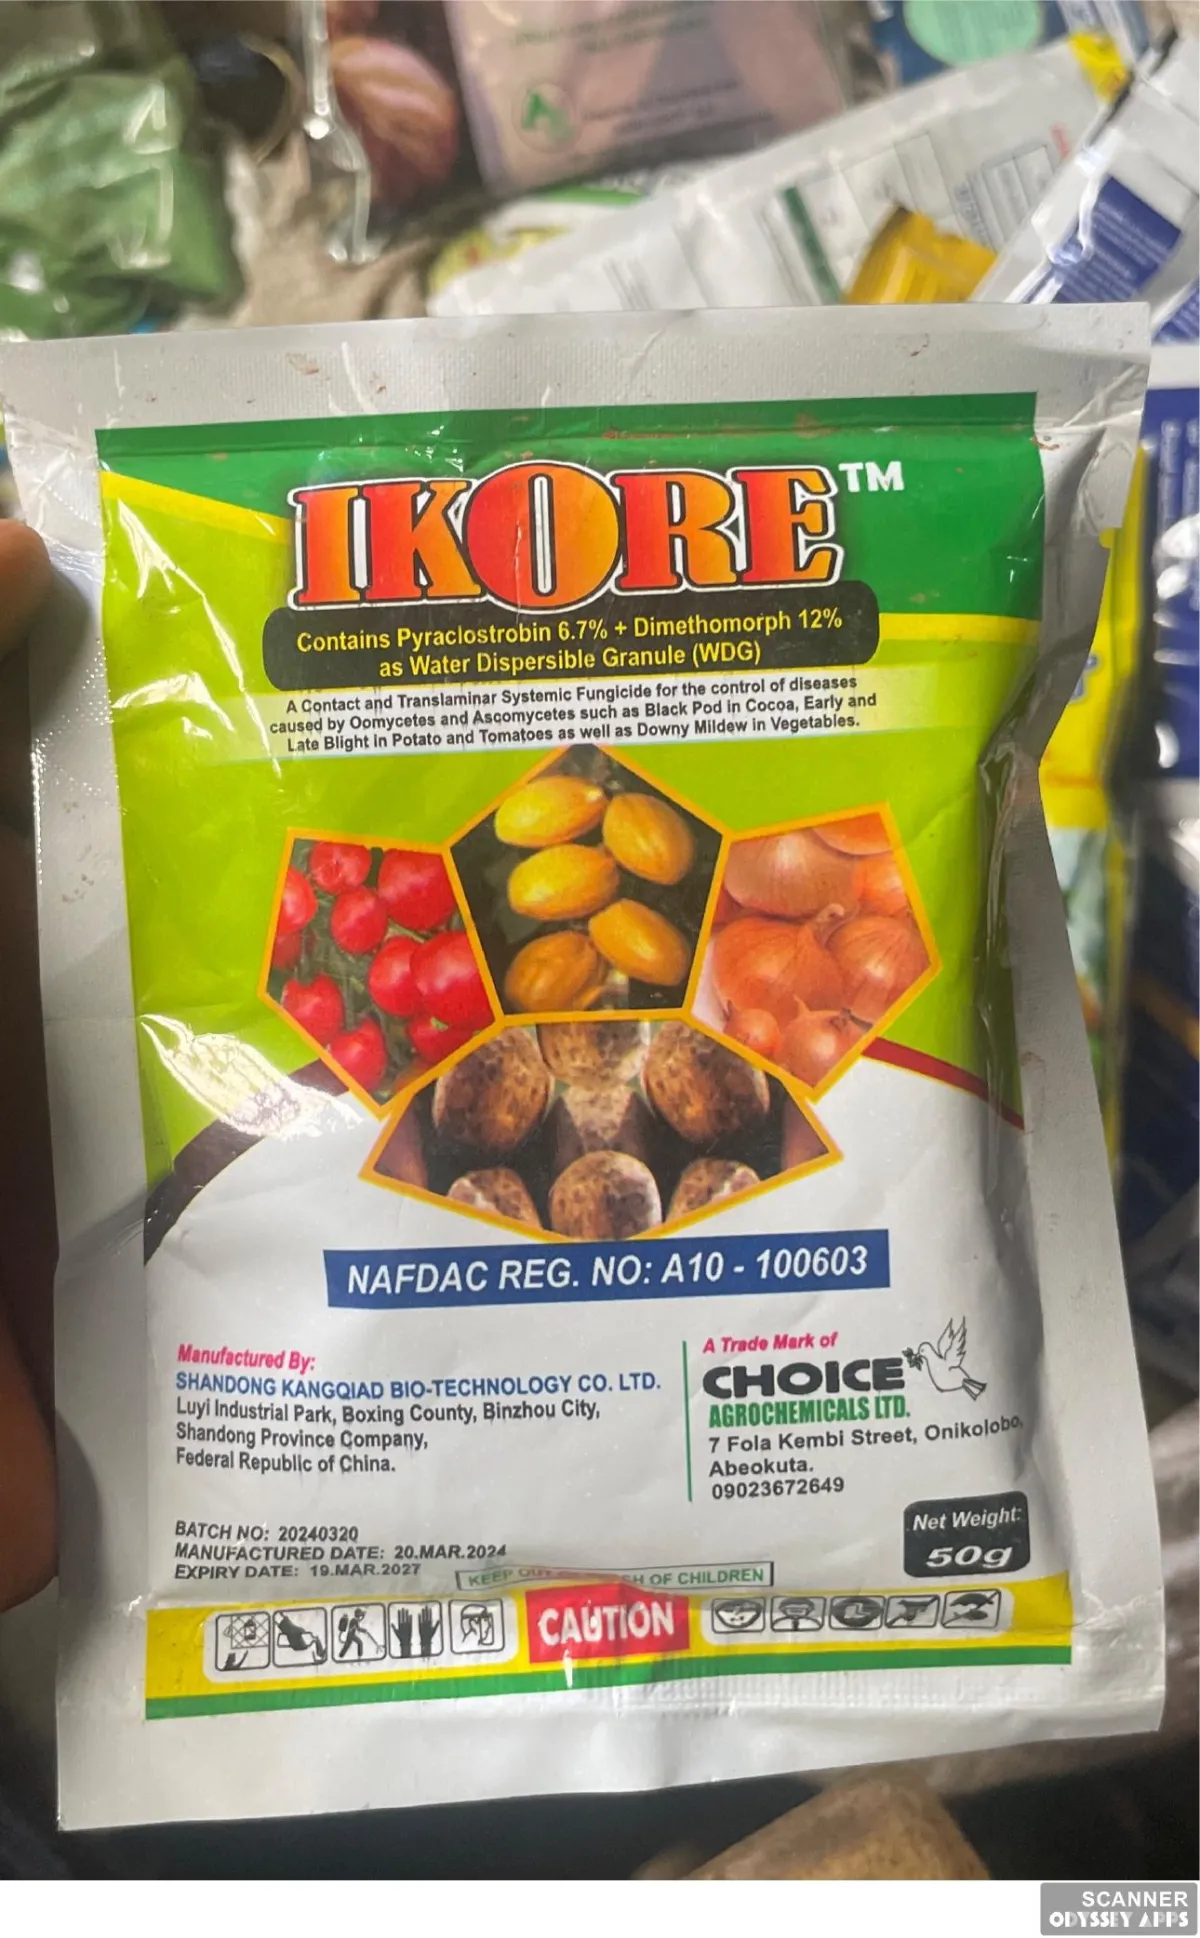 IKORE™
Contains Pyraclostrobin 6.7% + Dimethomorph 12%
as Water Dispersible Granule (WDG)
A Contact and Translaminar Systemic Fungicide for the control of diseases
caused by Oomycetes and Ascomycetes such as Black Pod in Cocoa, Early and
Late Blight in Potato and Tomatoes as well as Downy Mildew in Vegetables.
NAFDAC REG. NO: A10 - 100603
Manufactured By:
SHANDONG KANGQIAD BIO-TECHNOLOGY CO. LTD.
Luyi Industrial Park, Boxing County, Binzhou City,
Shandong Province Company,
Federal Republic of China.
A Trade Mark of
CHOICE
AGROCHEMICALS LTD.
7 Fola Kembi Street, Onikolobo,
Abeokuta.
09023672649
BATCH NO: 20240320
MANUFACTURED DATE: 20.MAR.2024
EXPIRY DATE: 19.MAR.2027
Net Weight:
50g
KEEP OUT OF CHILDREN
CAUTION
SCANNER
ODYSSEY APPS